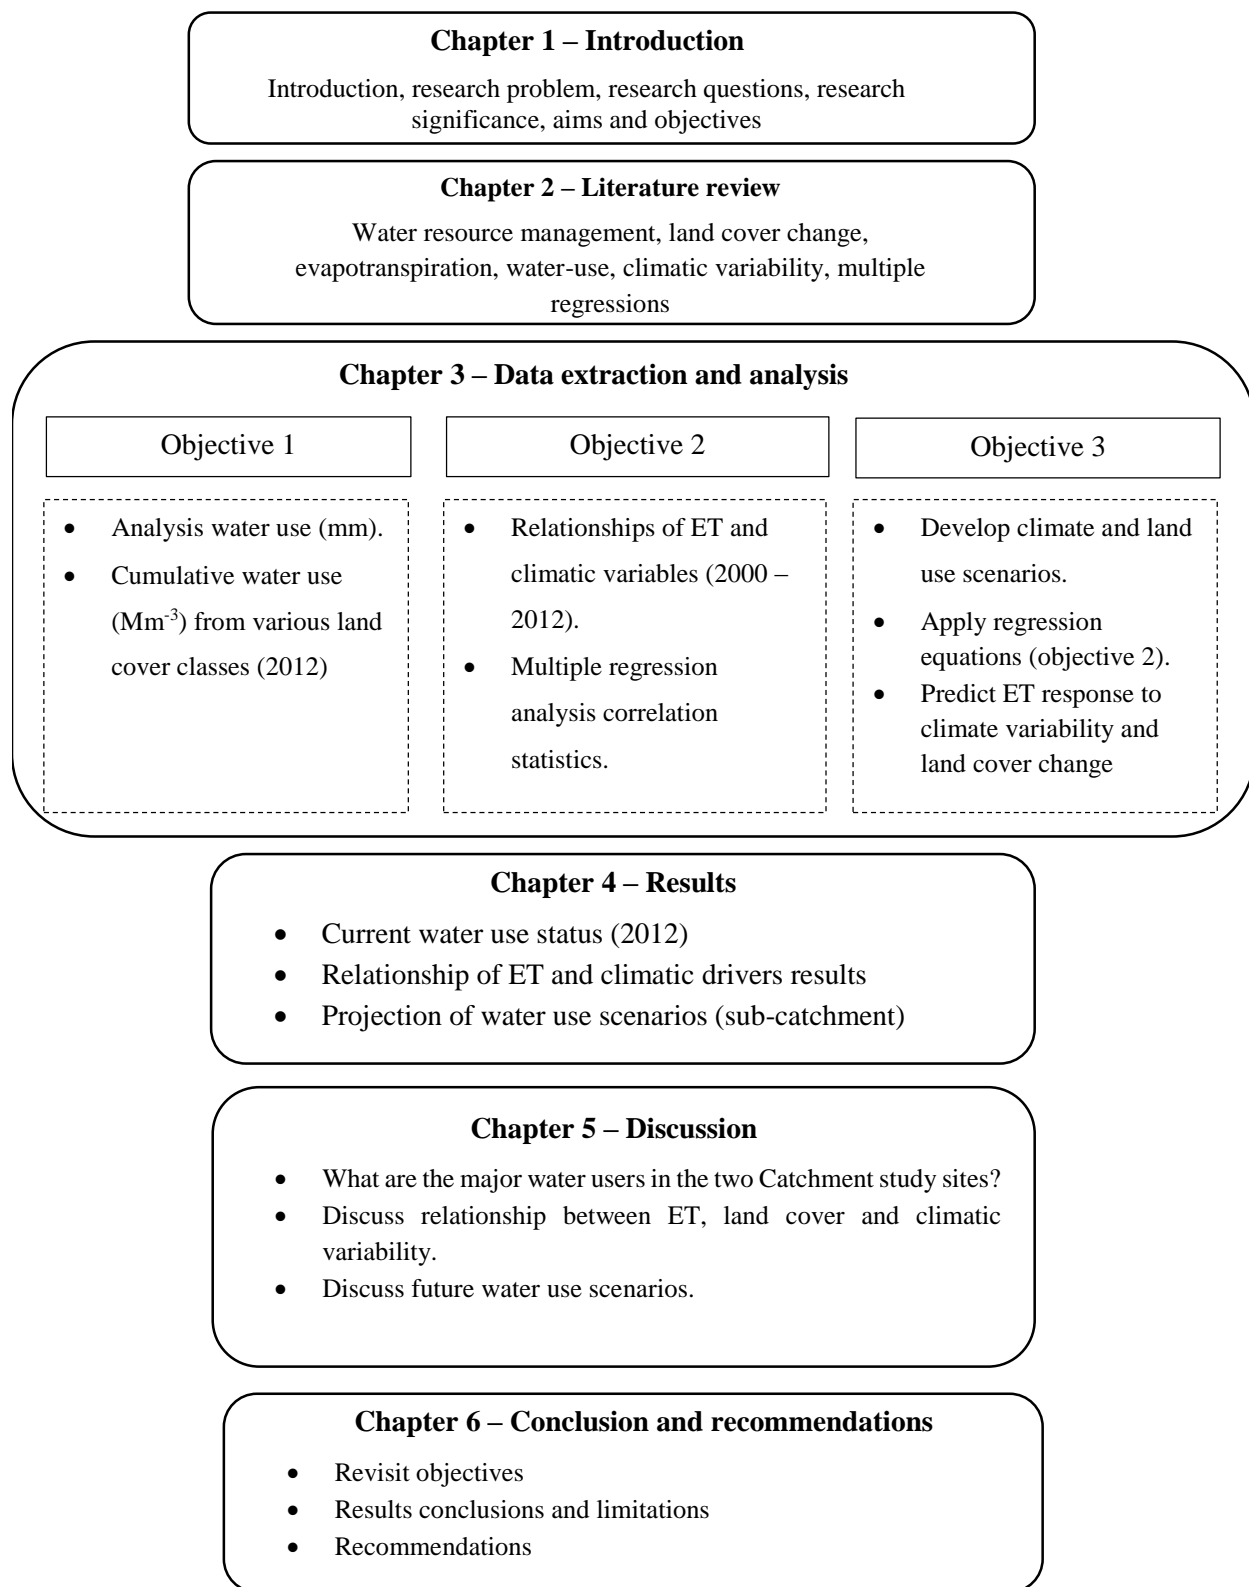 Chapter 1 – Introduction
Introduction, research problem, research questions, research
significance, aims and objectives
Chapter 2 – Literature review
Water resource management, land cover change,
evapotranspiration, water-use, climatic variability, multiple
regressions
Chapter 3 – Data extraction and analysis
Objective 1
• Analysis water use (mm).
• Cumulative water use
(Mm⁻³) from various land
cover classes (2012)
Objective 2
• Relationships of ET and
climatic variables (2000 –
2012).
• Multiple regression
analysis correlation
statistics.
Objective 3
• Develop climate and land
use scenarios.
• Apply regression
equations (objective 2).
• Predict ET response to
climate variability and
land cover change
Chapter 4 – Results
• Current water use status (2012)
• Relationship of ET and climatic drivers results
• Projection of water use scenarios (sub-catchment)
Chapter 5 – Discussion
• What are the major water users in the two Catchment study sites?
• Discuss relationship between ET, land cover and climatic
variability.
• Discuss future water use scenarios.
Chapter 6 – Conclusion and recommendations
• Revisit objectives
• Results conclusions and limitations
• Recommendations